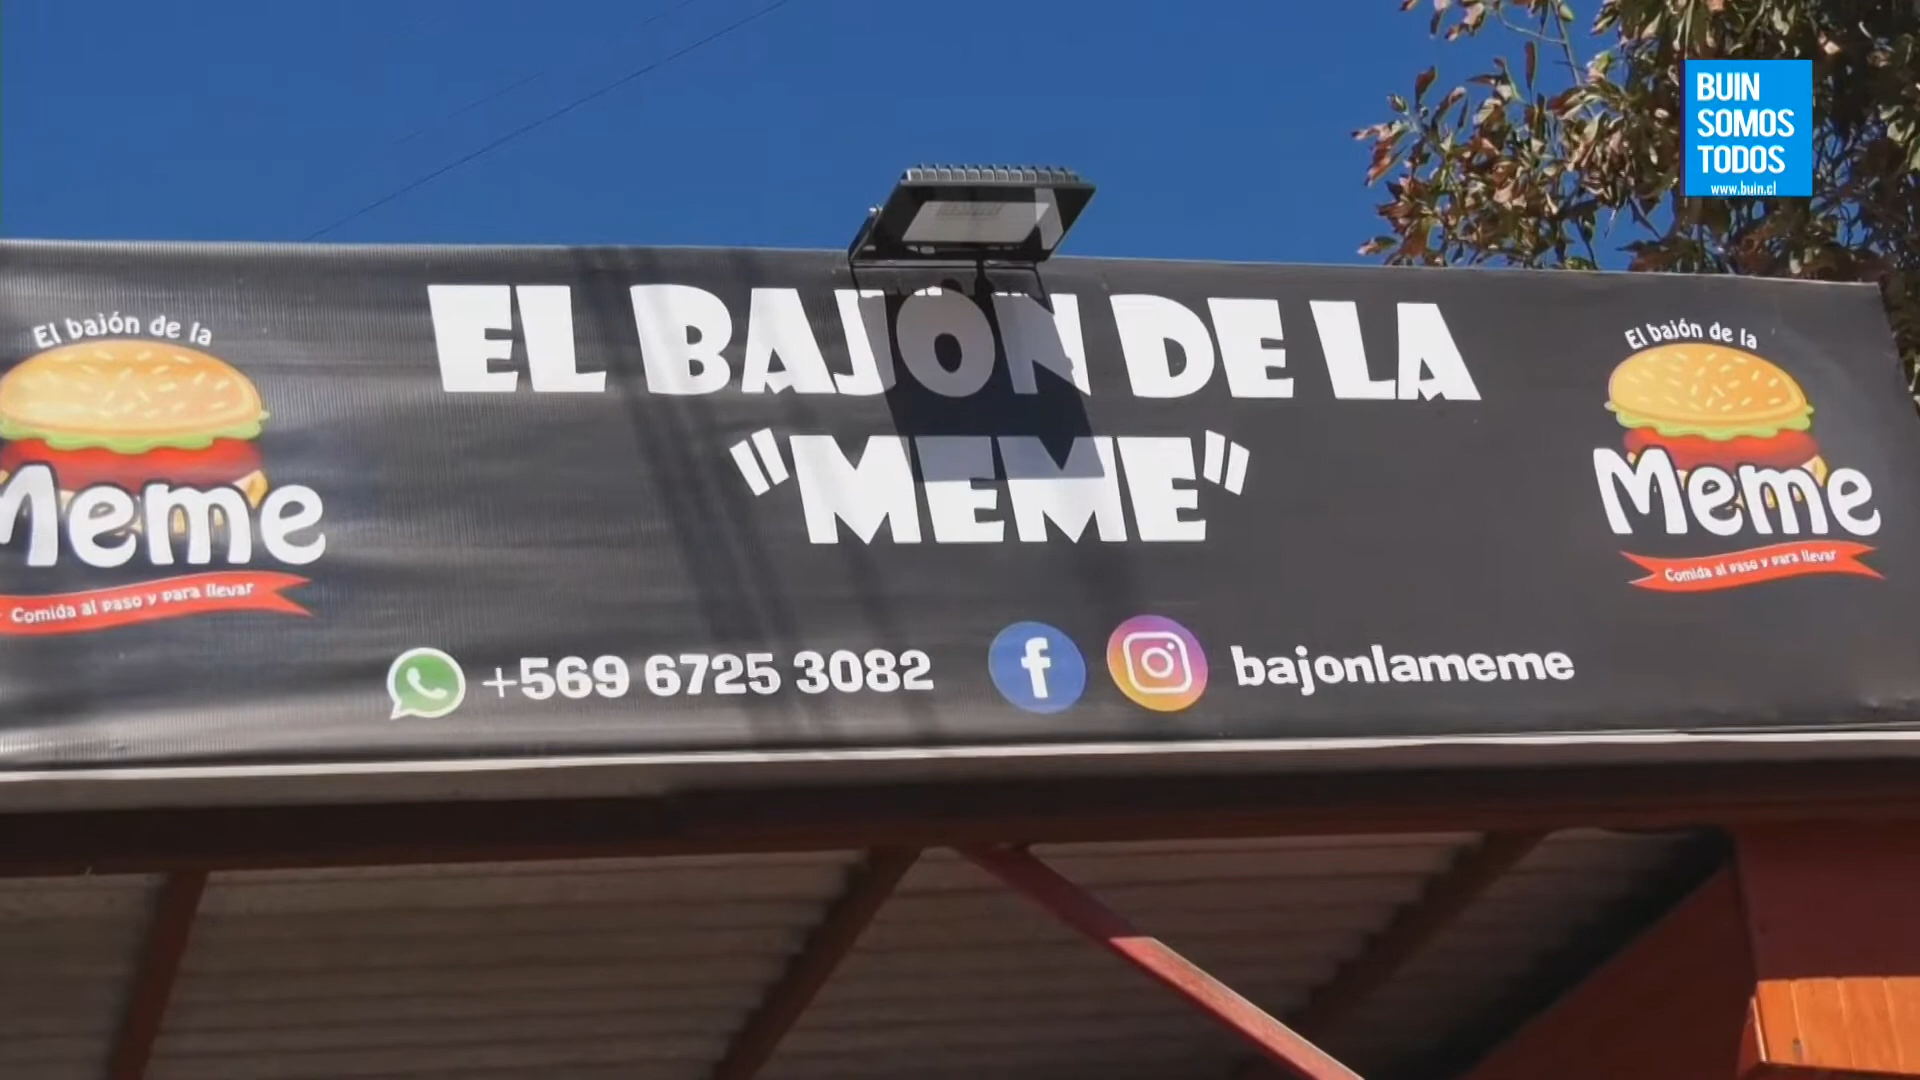 BUIN
SOMOS
TODOS
www.buin.cl
El bajón de la
Meme
Comida al paso y para llevar
EL BAJÓN DE LA
"MEME"
El bajón de la
Meme
Comida al paso y para llevar
+569 6725 3082
bajonlameme